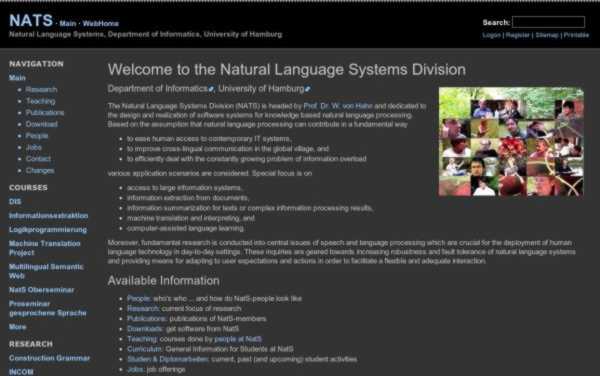 NATS · Main · WebHome
Natural Language Systems, Department of Informatics, University of Hamburg
Search:
Logon | Register | Sitemap | Printable
NAVIGATION
Main
Research
Teaching
Publications
Download
People
Jobs
Contact
Changes
COURSES
DIS
Informationsextraktion
Logikprogrammierung
Machine Translation
Project
Multilingual Semantic
Web
NatS Oberseminar
Proseminar
gesprochene Sprache
More
RESEARCH
Construction Grammar
INCOM
Welcome to the Natural Language Systems Division
Department of Informatics, University of Hamburg
The Natural Language Systems Division (NATS) is headed by Prof. Dr. W. von Hahn and dedicated to
the design and realization of software systems for knowledge based natural language processing.
Based on the assumption that natural language processing can contribute in a fundamental way
to ease human access to contemporary IT systems,
to improve cross-lingual communication in the global village, and
to efficiently deal with the constantly growing problem of information overload
various application scenarios are considered. Special focus is on
access to large information systems,
information extraction from documents,
information summarization for texts or complex information processing results,
machine translation and interpreting, and
computer-assisted language learning.
Moreover, fundamental research is conducted into central issues of speech and language processing which are crucial for the deployment of human
language technology in day-to-day settings. These inquiries are geared towards increasing robustness and fault tolerance of natural language systems
and providing means for adapting to user expectations and actions in order to facilitate a flexible and adequate interaction.
Available Information
People: who's who ... and how do NatS-people look like
Research: current focus of research
Publications: publications of NatS-members
Downloads: get software from NatS
Teaching: courses done by people at NatS
Curriculum: General Information for Students at NatS
Studien & Diplomarbeiten: current, past (and upcoming) student activities
Jobs: job offerings